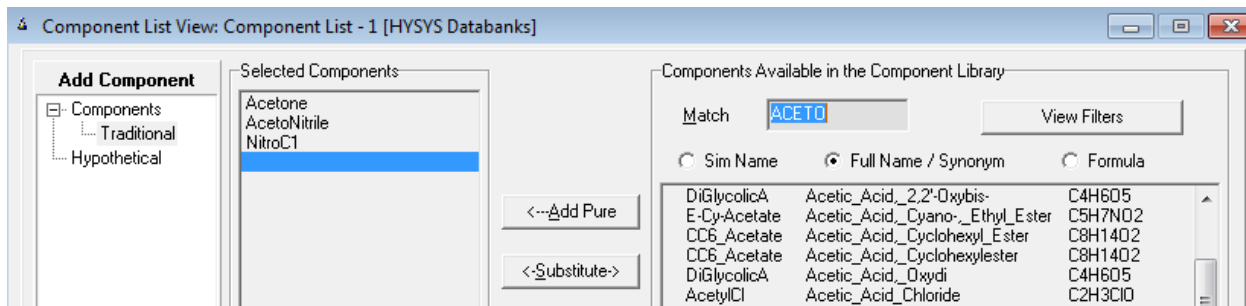 Component List View: Component List - 1 [HYSYS Databanks]
Add Component
Components
Traditional
Hypothetical
Selected Components
Acetone
AcetoNitrile
NitroC1
<---Add Pure
<-Substitute->
Components Available in the Component Library
Match ACETO View Filters
Sim Name Full Name / Synonym Formula
DiGlycolicA Acetic_Acid,_2,2'-Oxybis- C4H6O5
E-Cy-Acetate Acetic_Acid,_Cyano-,_Ethyl_Ester C5H7NO2
CC6_Acetate Acetic_Acid,_Cyclohexyl_Ester C8H14O2
CC6_Acetate Acetic_Acid,_Cyclohexylester C8H14O2
DiGlycolicA Acetic_Acid,_Oxydi C4H6O5
AcetylCl Acetic_Acid_Chloride C2H3ClO